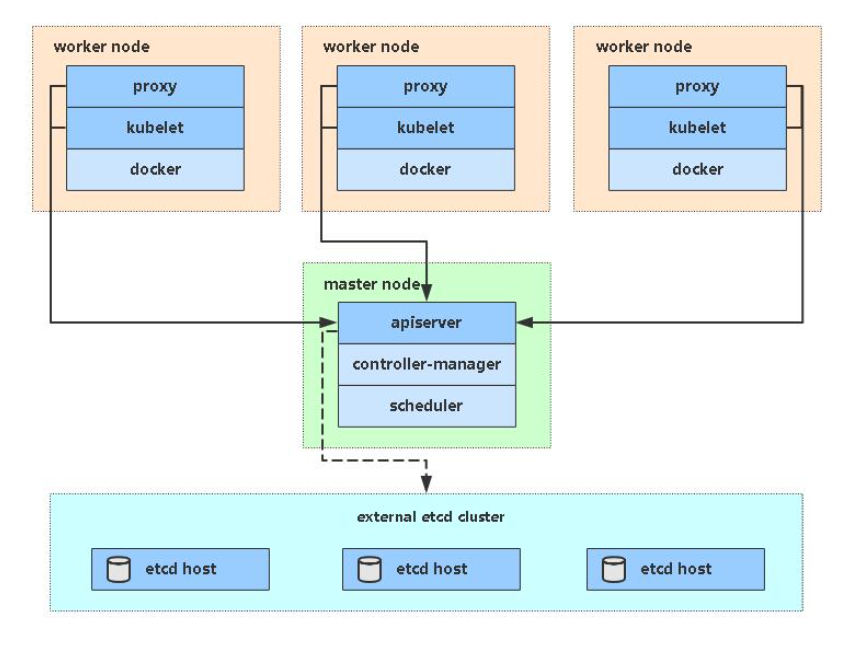 worker node
proxy
kubelet
docker
worker node
proxy
kubelet
docker
worker node
proxy
kubelet
docker
master node
apiserver
controller-manager
scheduler
external etcd cluster
etcd host
etcd host
etcd host